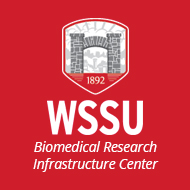 1892
WSSU
Biomedical Research
Infrastructure Center